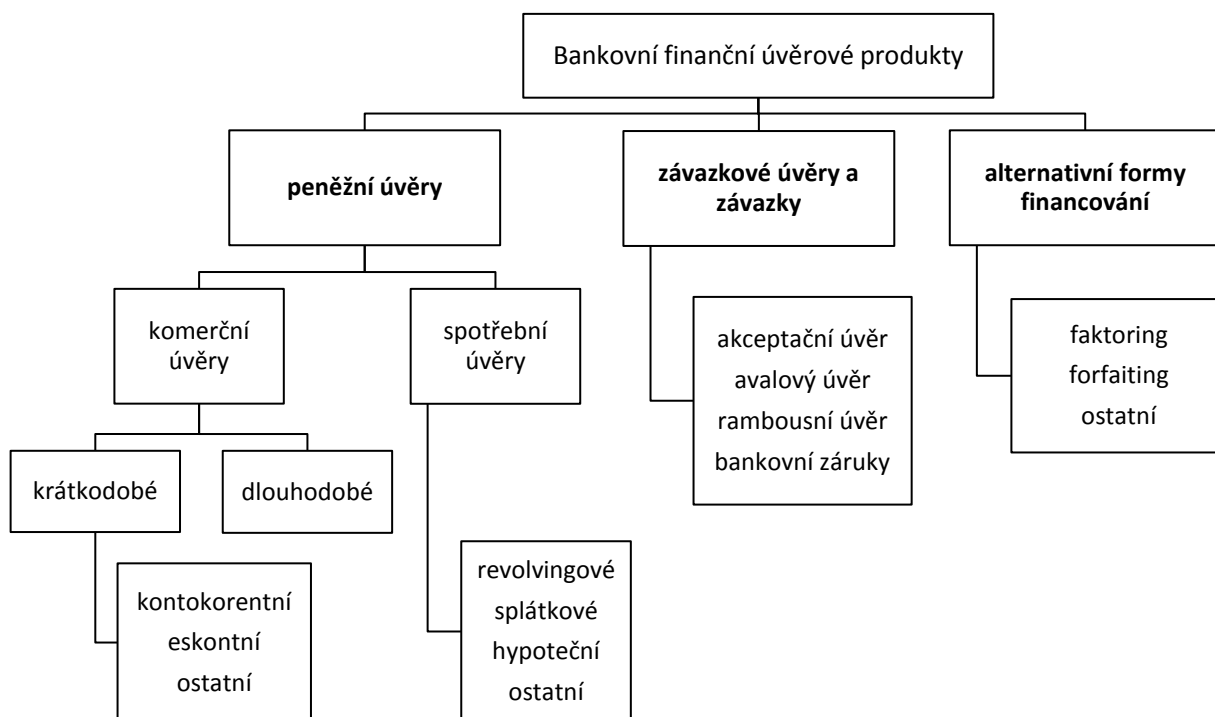 Bankovní finanční úvěrové produkty
peněžní úvěry
závazkové úvěry a
závazky
alternativní formy
financování
komerční
úvěry
spotřební
úvěry
akceptační úvěr
avalový úvěr
rambousní úvěr
bankovní záruky
faktoring
forfaiting
ostatní
krátkodobé
dlouhodobé
kontokorentní
eskontní
ostatní
revolvingové
splátkové
hypoteční
ostatní